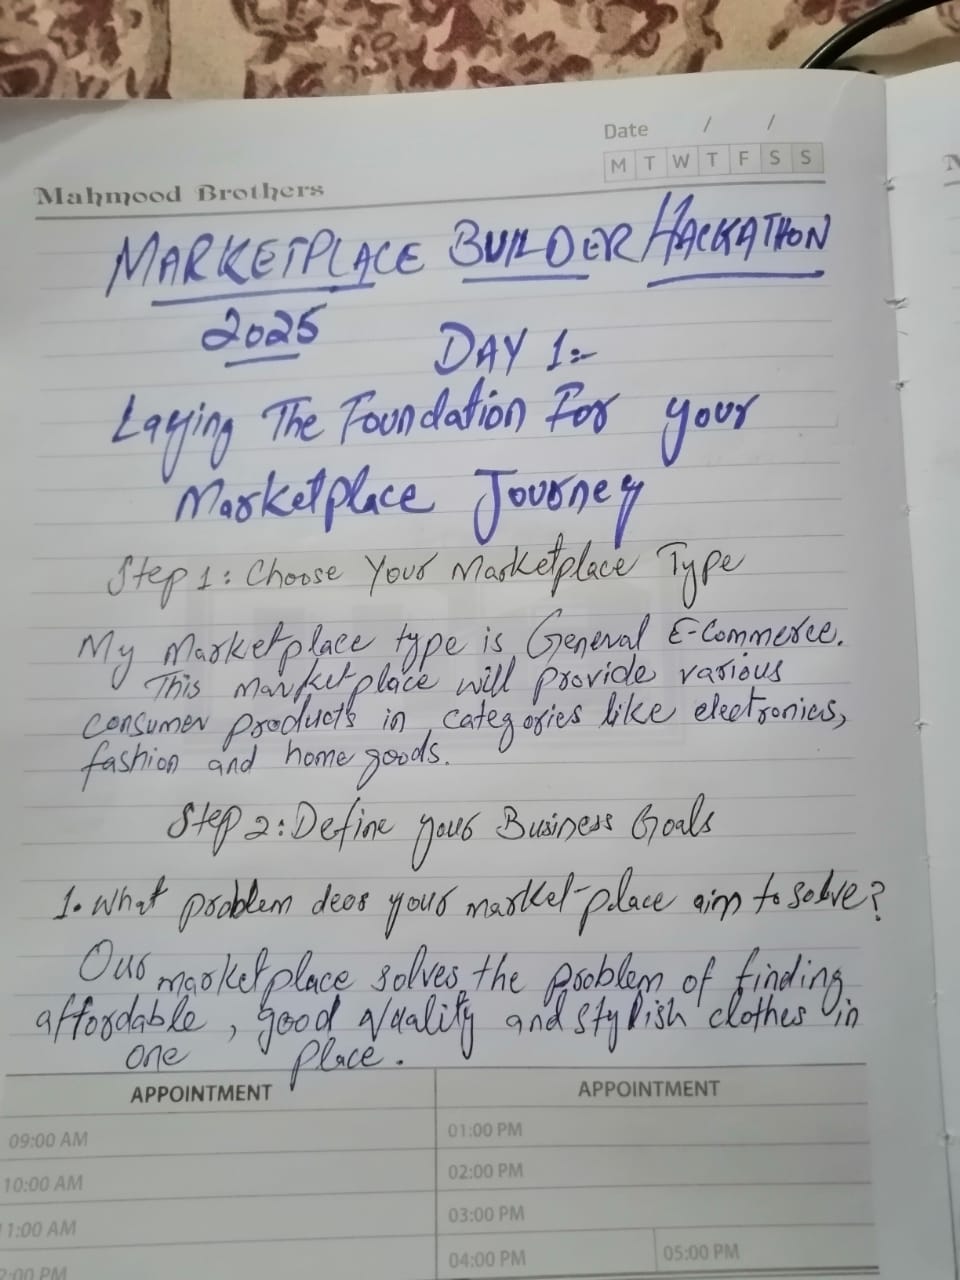 Date / /
M T W T F S S
Mahmood Brothers
MARKETPLACE BUILDER HACKATHON
2025
DAY 1:-
Laying The Foundation For your
Marketplace Journey
Step 1: Choose Your Marketplace Type
My Marketplace type is General E-Commerce.
This marketplace will provide various
consumer products in categories like electronics,
fashion and home goods.
Step 2: Define your Business Goals
1. What problem deos your market-place aim to solve?
Our marketplace solves the problem of finding
affordable, good quality and stylish clothes in
one place.
APPOINTMENT APPOINTMENT
09:00 AM 01:00 PM
10:00 AM 02:00 PM
11:00 AM 03:00 PM
2:00 PM 04:00 PM 05:00 PM